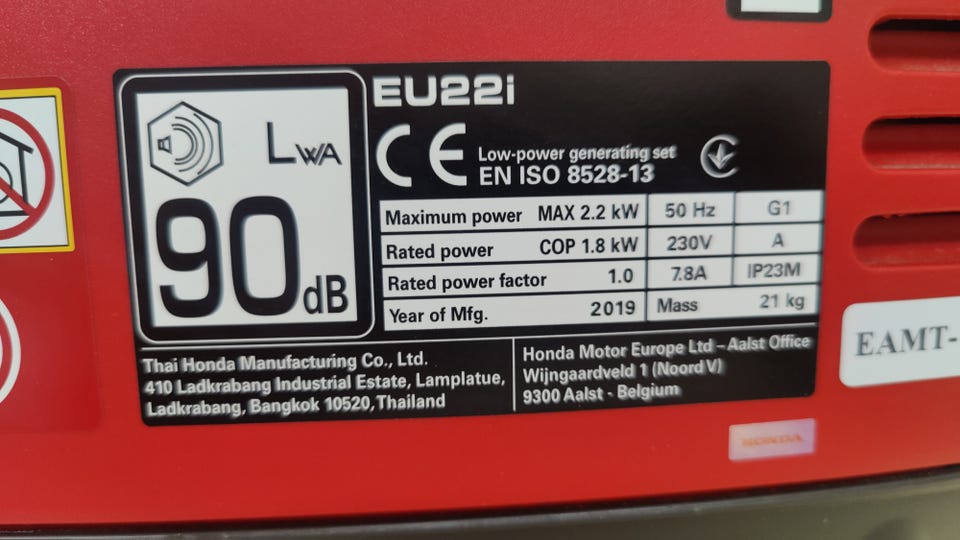 EU22i
LWA
90dB
CE
Low-power generating set
EN ISO 8528-13
Maximum power MAX 2.2 kW 50 Hz G1
Rated power COP 1.8 kW 230V A
Rated power factor 1.0 7.8A IP23M
Year of Mfg. 2019 Mass 21 kg
Thai Honda Manufacturing Co., Ltd.
410 Ladkrabang Industrial Estate, Lamplatue,
Ladkrabang, Bangkok 10520, Thailand
Honda Motor Europe Ltd – Aalst Office
Wijngaardveld 1 (Noord V)
9300 Aalst - Belgium
EAMT-
HONDA